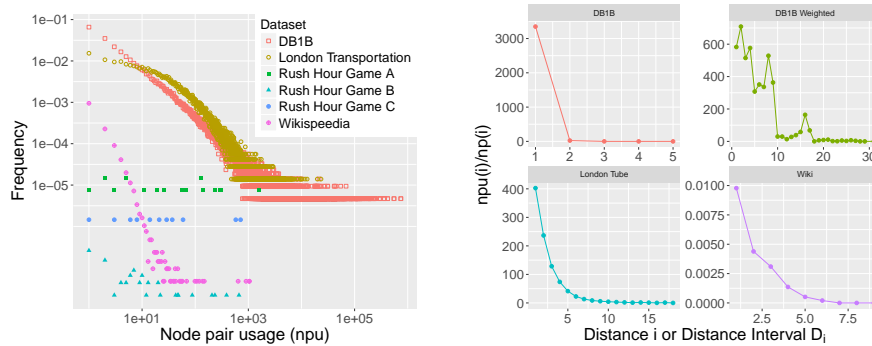 1e−01
1e−02
1e−03
1e−04
1e−05
Frequency
1e+01
1e+03
1e+05
Node pair usage (npu)
Dataset
DB1B
London Transportation
Rush Hour Game A
Rush Hour Game B
Rush Hour Game C
Wikispeedia
npu(i)/np(i)
DB1B
3000
2000
1000
0
1 2 3 4 5
DB1B Weighted
600
400
200
0
0 10 20 30
London Tube
400
300
200
100
0
5 10 15
Wiki
0.0100
0.0075
0.0050
0.0025
0.0000
2.5 5.0 7.5
Distance i or Distance Interval Di